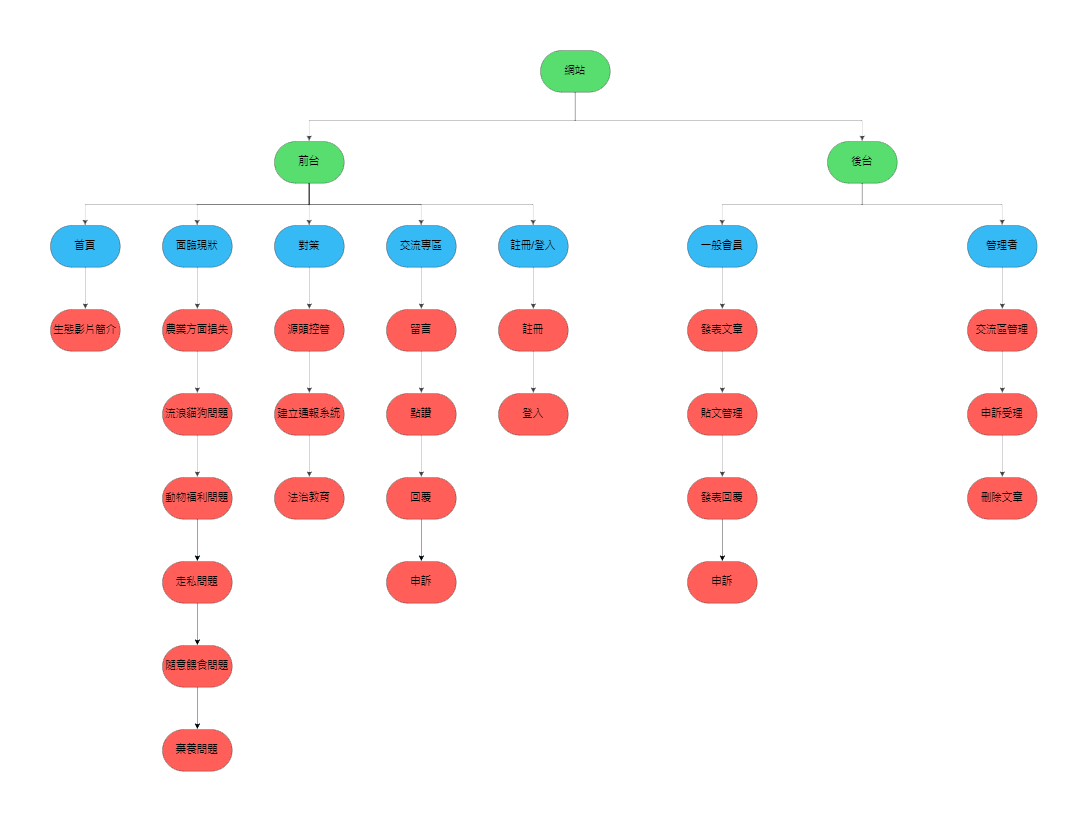 網站
前台
後台
首頁
面臨現狀
對策
交流專區
註冊/登入
一般會員
管理者
生態影片簡介
農業方面損失
源頭控管
留言
註冊
發表文章
交流區管理
流浪貓狗問題
建立通報系統
點讚
登入
貼文管理
申訴受理
動物福利問題
法治教育
回覆
發表回覆
刪除文章
走私問題
申訴
申訴
隨意餵食問題
棄養問題